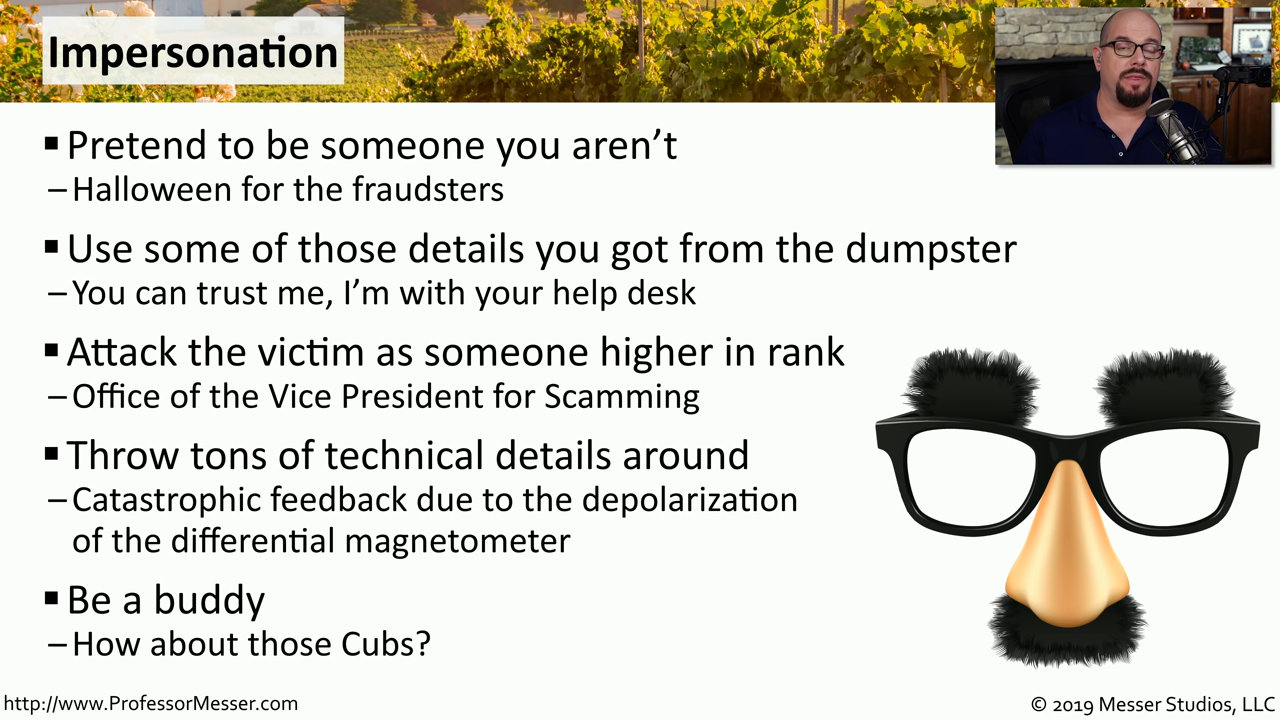 Impersonation
▪ Pretend to be someone you aren’t
– Halloween for the fraudsters
▪ Use some of those details you got from the dumpster
– You can trust me, I’m with your help desk
▪ Attack the victim as someone higher in rank
– Office of the Vice President for Scamming
▪ Throw tons of technical details around
– Catastrophic feedback due to the depolarization
of the differential magnetometer
▪ Be a buddy
– How about those Cubs?
http://www.ProfessorMesser.com
© 2019 Messer Studios, LLC